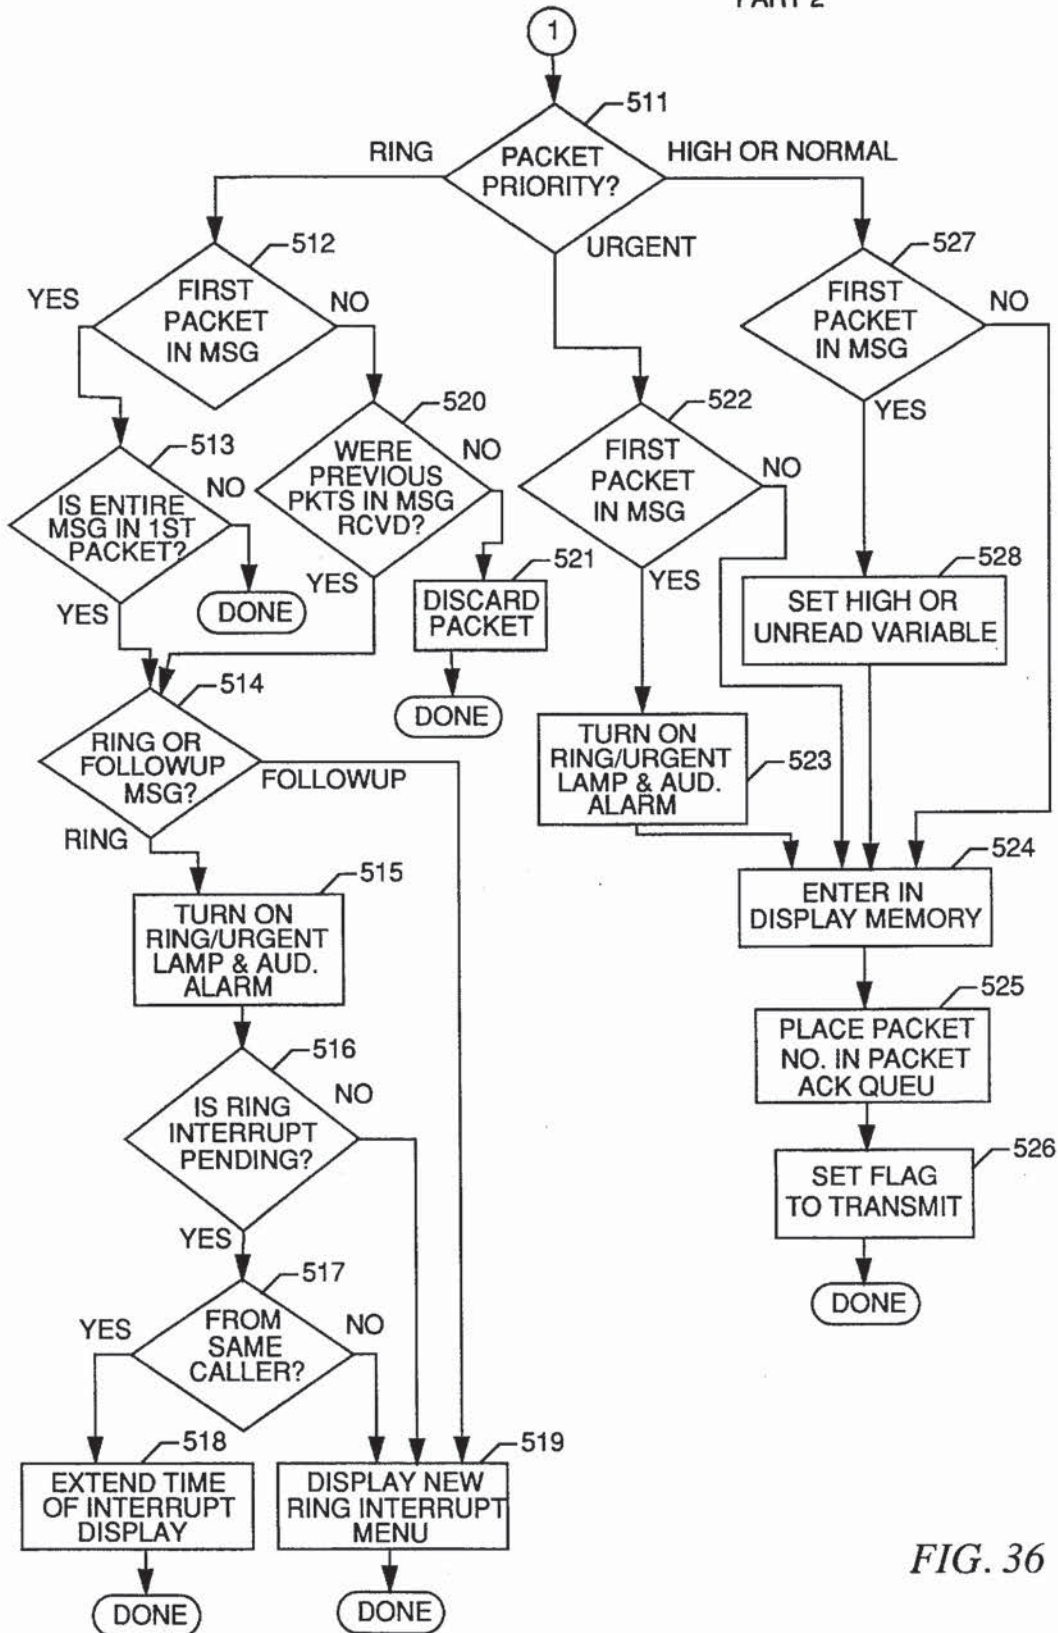 PART 2
1
511
RING
PACKET
PRIORITY?
HIGH OR NORMAL
URGENT
512
YES
FIRST
PACKET
IN MSG
NO
527
FIRST
PACKET
IN MSG
NO
YES
513
IS ENTIRE
MSG IN 1ST
PACKET?
NO
YES
DONE
520
WERE
PREVIOUS
PKTS IN MSG
RCVD?
NO
YES
521
DISCARD
PACKET
DONE
522
FIRST
PACKET
IN MSG
NO
YES
528
SET HIGH OR
UNREAD VARIABLE
514
RING OR
FOLLOWUP
MSG?
FOLLOWUP
RING
TURN ON
RING/URGENT
LAMP & AUD.
ALARM
523
515
TURN ON
RING/URGENT
LAMP & AUD.
ALARM
524
ENTER IN
DISPLAY MEMORY
525
PLACE PACKET
NO. IN PACKET
ACK QUEU
516
IS RING
INTERRUPT
PENDING?
NO
YES
526
SET FLAG
TO TRANSMIT
DONE
517
YES
FROM
SAME
CALLER?
NO
518
EXTEND TIME
OF INTERRUPT
DISPLAY
DONE
519
DISPLAY NEW
RING INTERRUPT
MENU
DONE
FIG. 36